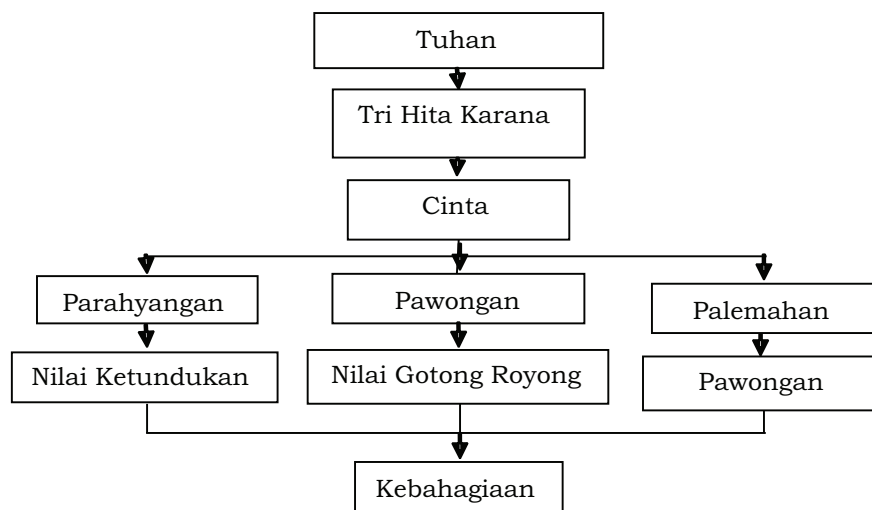 Tuhan
Tri Hita Karana
Cinta
Parahyangan
Pawongan
Palemahan
Nilai Ketundukan
Nilai Gotong Royong
Pawongan
Kebahagiaan